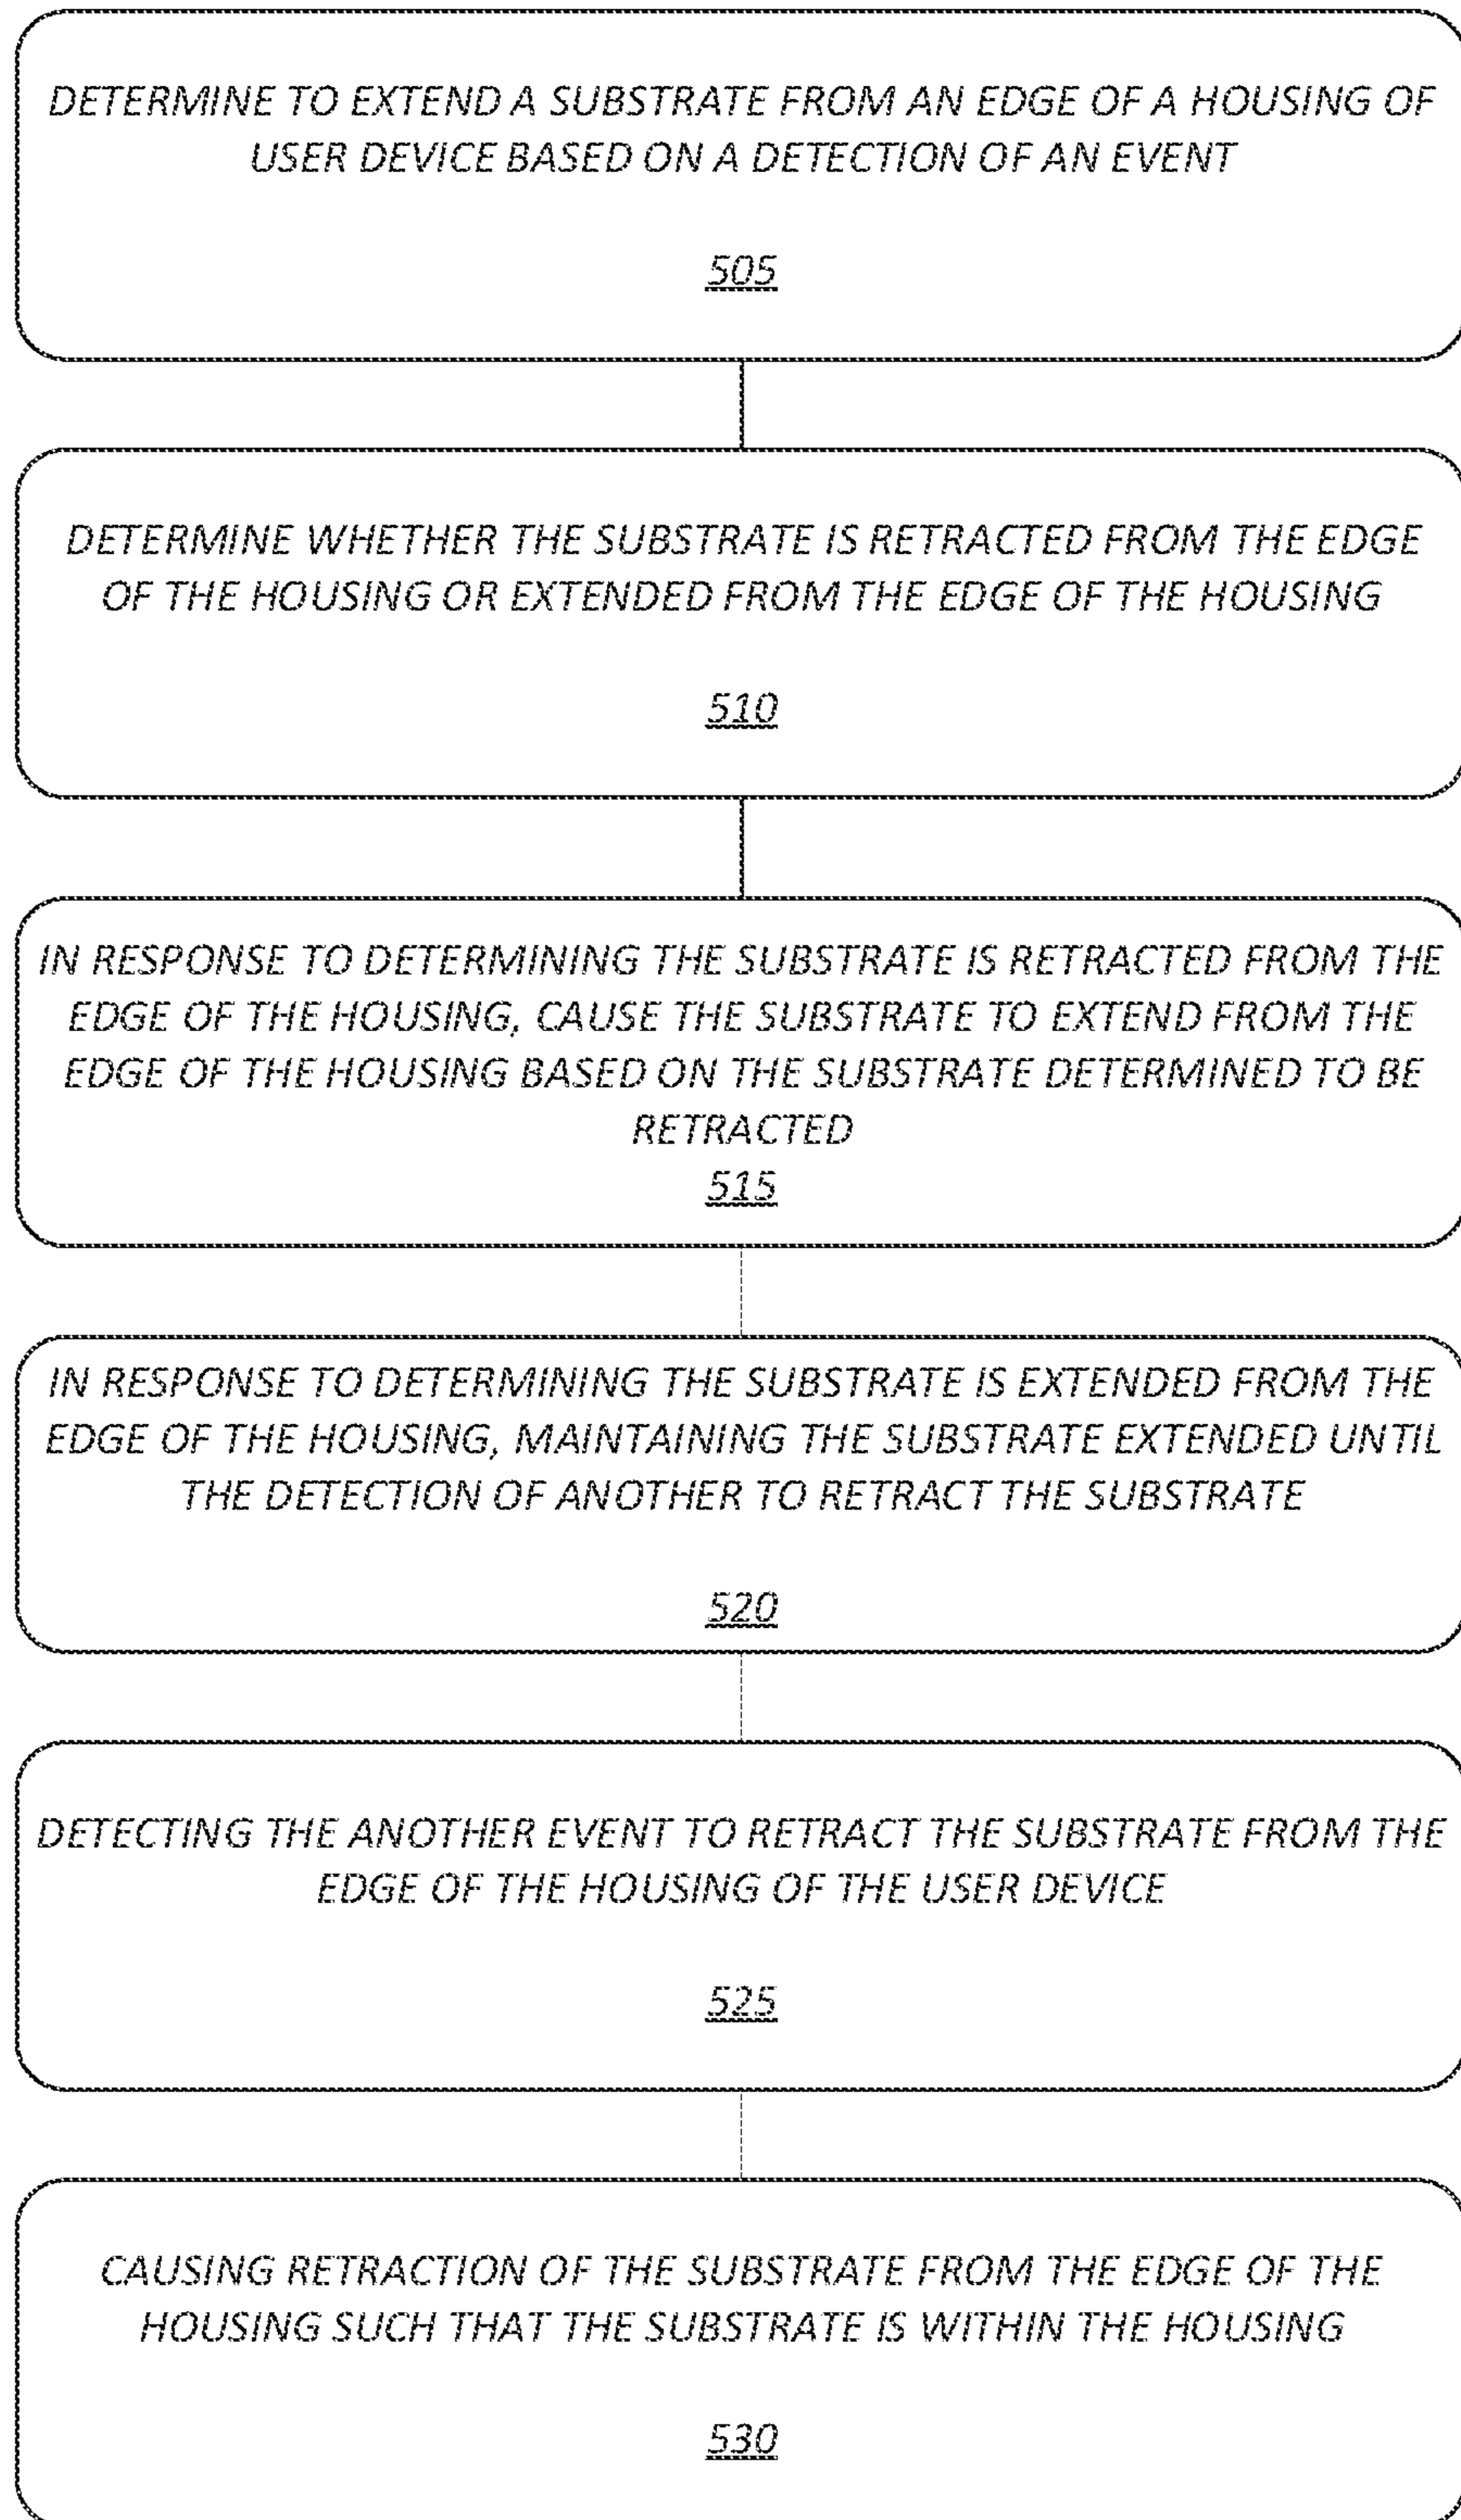 DETERMINE TO EXTEND A SUBSTRATE FROM AN EDGE OF A HOUSING OF
USER DEVICE BASED ON A DETECTION OF AN EVENT
505
DETERMINE WHETHER THE SUBSTRATE IS RETRACTED FROM THE EDGE
OF THE HOUSING OR EXTENDED FROM THE EDGE OF THE HOUSING
510
IN RESPONSE TO DETERMINING THE SUBSTRATE IS RETRACTED FROM THE
EDGE OF THE HOUSING, CAUSE THE SUBSTRATE TO EXTEND FROM THE
EDGE OF THE HOUSING BASED ON THE SUBSTRATE DETERMINED TO BE
RETRACTED
515
IN RESPONSE TO DETERMINING THE SUBSTRATE IS EXTENDED FROM THE
EDGE OF THE HOUSING, MAINTAINING THE SUBSTRATE EXTENDED UNTIL
THE DETECTION OF ANOTHER TO RETRACT THE SUBSTRATE
520
DETECTING THE ANOTHER EVENT TO RETRACT THE SUBSTRATE FROM THE
EDGE OF THE HOUSING OF THE USER DEVICE
525
CAUSING RETRACTION OF THE SUBSTRATE FROM THE EDGE OF THE
HOUSING SUCH THAT THE SUBSTRATE IS WITHIN THE HOUSING
530